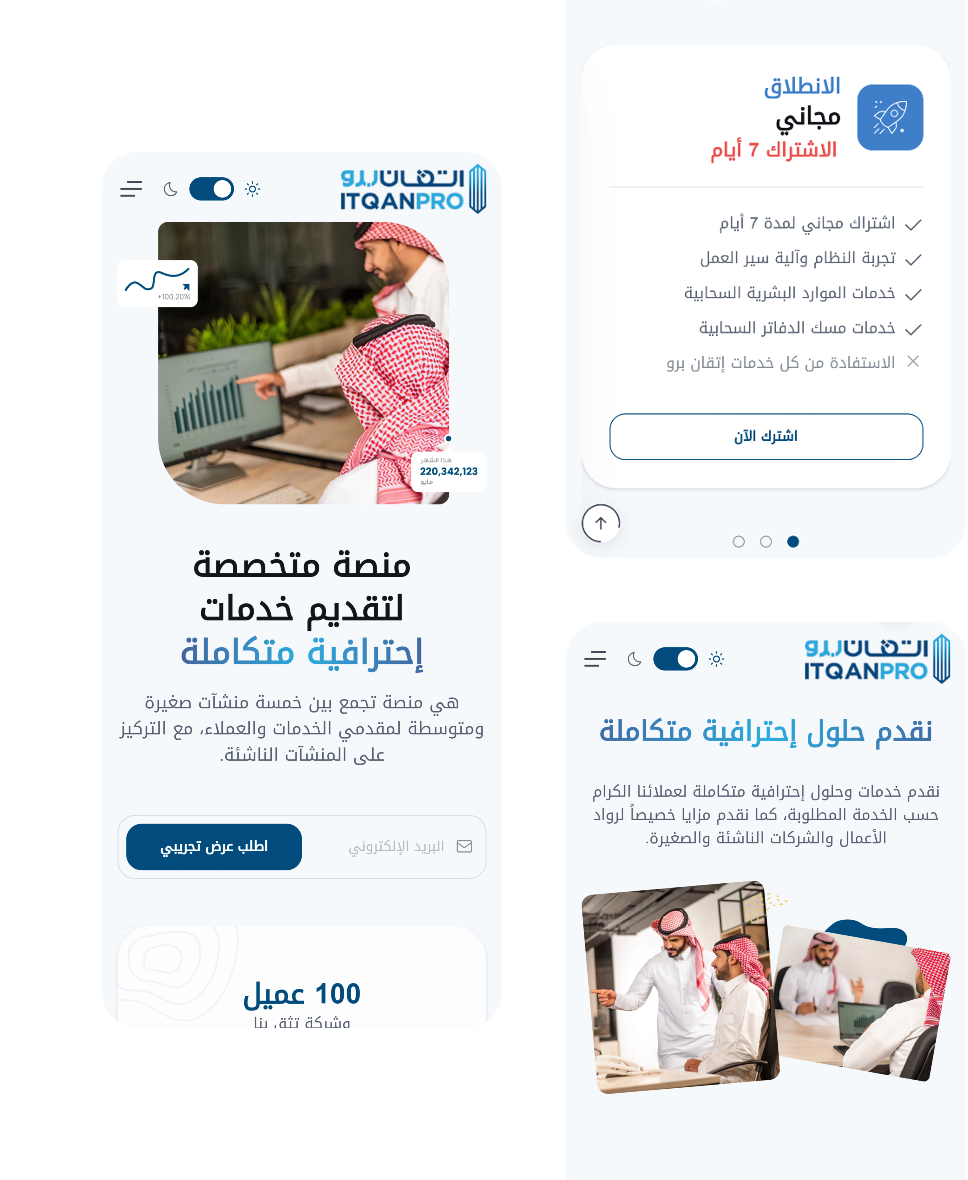 اتقان برو
ITQANPRO
+100.20%
هذا الشهر
220,342,123
مايو
منصة متخصصة
لتقديم خدمات
إحترافية متكاملة
هي منصة تجمع بين خمسة منشآت صغيرة
ومتوسطة لمقدمي الخدمات والعملاء، مع التركيز
على المنشآت الناشئة.
البريد الإلكتروني
اطلب عرض تجريبي
100 عميل
وشركة تثق بنا
الانطلاق
مجاني
الاشتراك 7 أيام
اشتراك مجاني لمدة 7 أيام
تجربة النظام وآلية سير العمل
خدمات الموارد البشرية السحابية
خدمات مسك الدفاتر السحابية
الاستفادة من كل خدمات إتقان برو
اشترك الآن
اتقان برو
ITQANPRO
نقدم حلول إحترافية متكاملة
نقدم خدمات وحلول إحترافية متكاملة لعملائنا الكرام
حسب الخدمة المطلوبة، كما نقدم مزايا خصيصاً لرواد
الأعمال والشركات الناشئة والصغيرة.